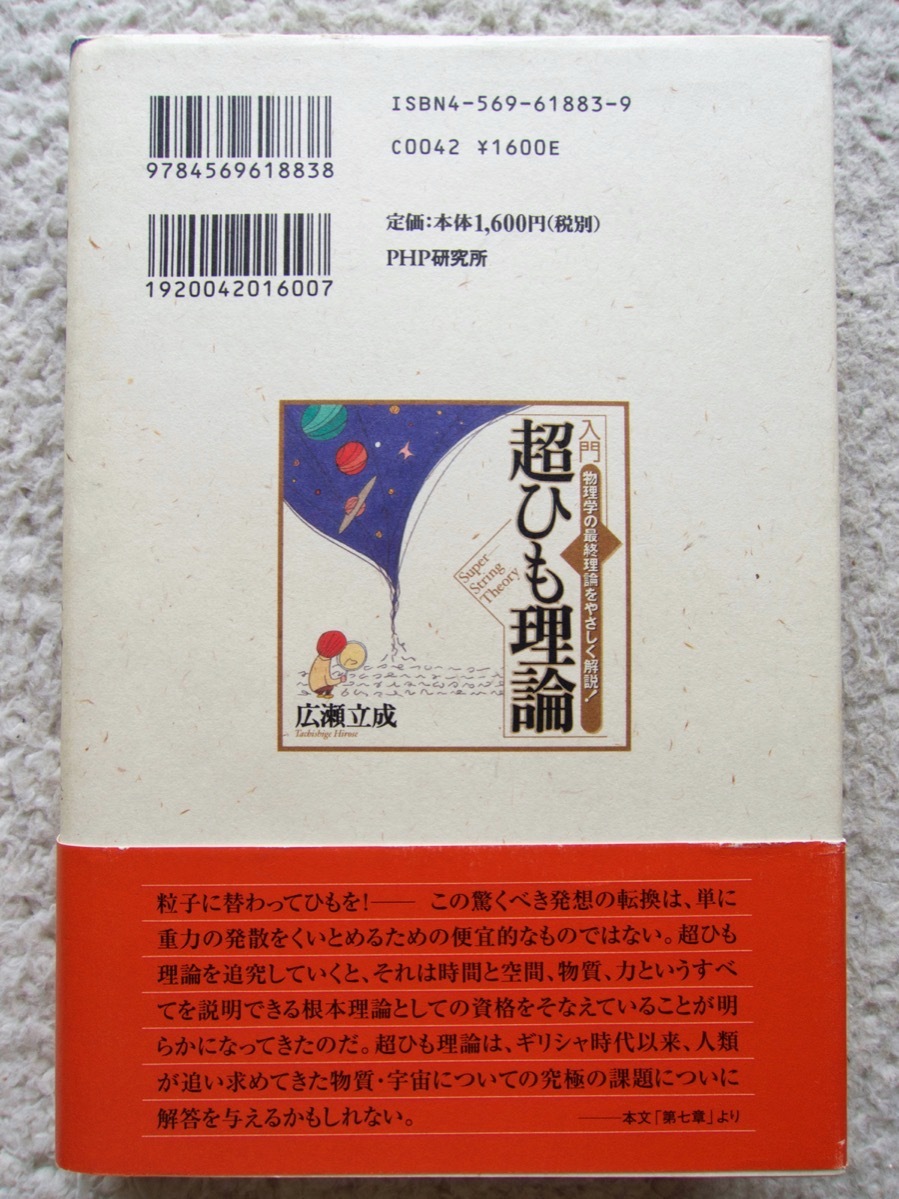 ISBN4-569-61883-9
C0042 ¥1600E
9784569618838
定価:本体1,600円(税別)
PHP研究所
1920042016007
入門
物理学の最終理論をやさしく解説!
超ひも理論
Super
String
Theory
広瀬立成
Tachishige Hirose
粒子に替わってひもを!── この驚くべき発想の転換は、単に
重力の発散をくいとめるための便宜的なものではない。超ひも
理論を追究していくと、それは時間と空間、物質、力というすべ
てを説明できる根本理論としての資格をそなえていることが明
らかになってきたのだ。超ひも理論は、ギリシャ時代以来、人類
が追い求めてきた物質・宇宙についての究極の課題についに
解答を与えるかもしれない。
──本文「第七章」より